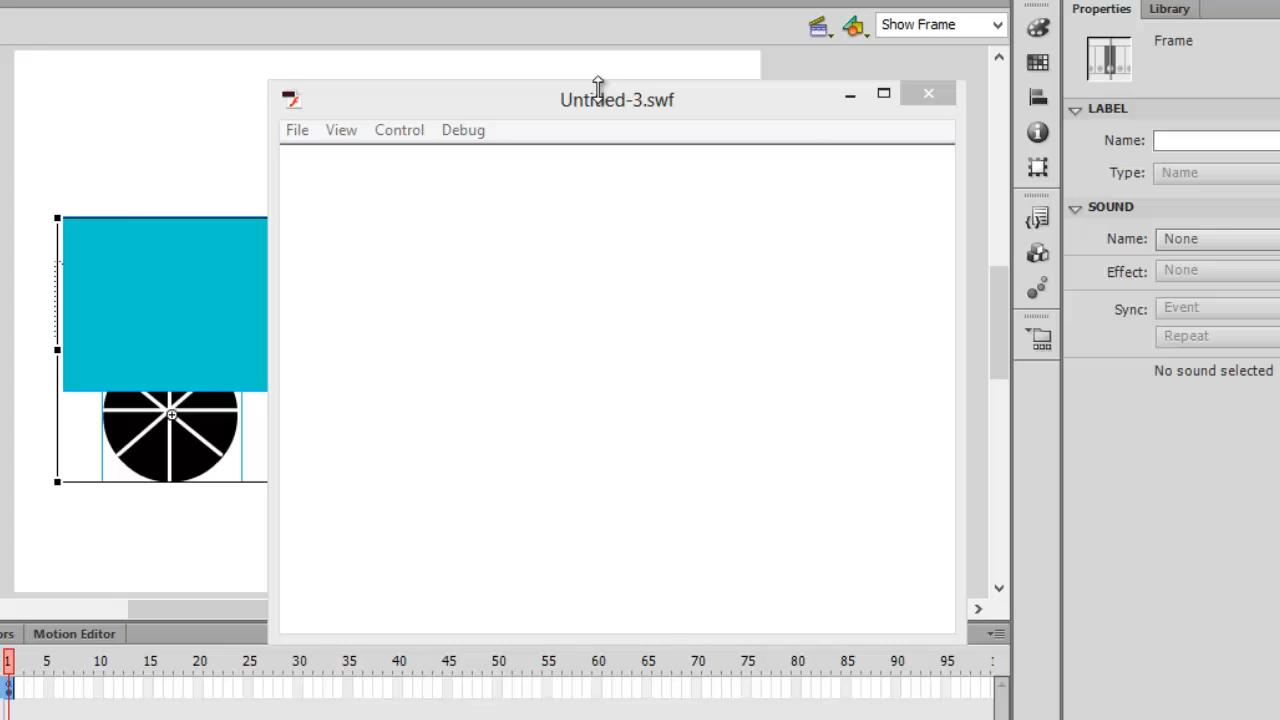 Properties
Library
Show Frame
Frame
Untitled-3.swf
File View Control Debug
LABEL
Name:
Type: Name
SOUND
Name: None
Effect: None
Sync: Event
Repeat
No sound selected
ors
Motion Editor
1 5 10 15 20 25 30 35 40 45 50 55 60 65 70 75 80 85 90 95